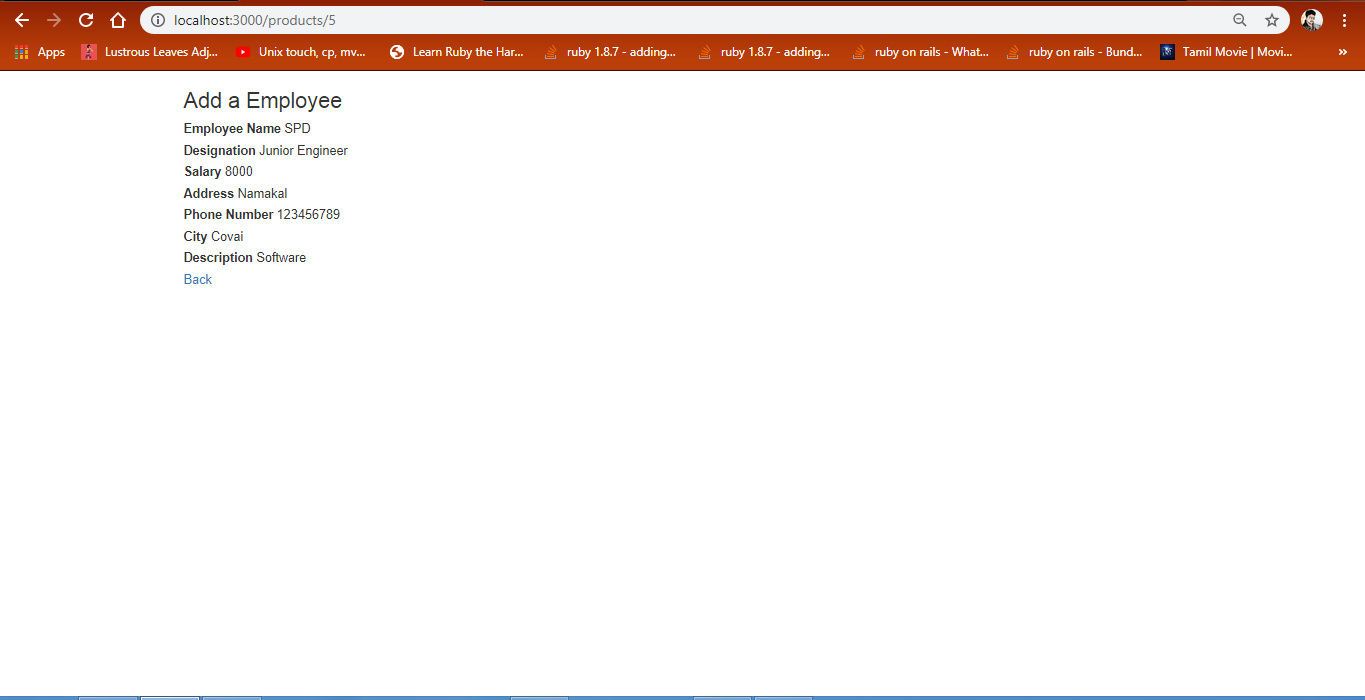 localhost:3000/products/5
Apps Lustrous Leaves Adj... Unix touch, cp, mv... Learn Ruby the Har... ruby 1.8.7 - adding... ruby 1.8.7 - adding... ruby on rails - What... ruby on rails - Bund... Tamil Movie | Movi... »
Add a Employee
Employee Name SPD
Designation Junior Engineer
Salary 8000
Address Namakal
Phone Number 123456789
City Covai
Description Software
Back